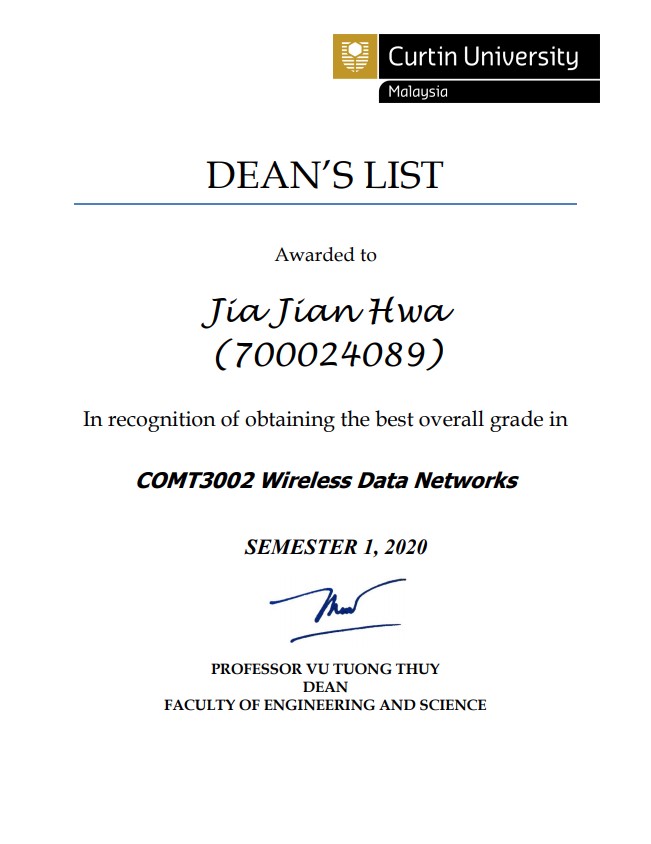 Curtin University
Malaysia
DEAN’S LIST
Awarded to
Jia Jian Hwa
(700024089)
In recognition of obtaining the best overall grade in
COMT3002 Wireless Data Networks
SEMESTER 1, 2020
PROFESSOR VU TUONG THUY
DEAN
FACULTY OF ENGINEERING AND SCIENCE